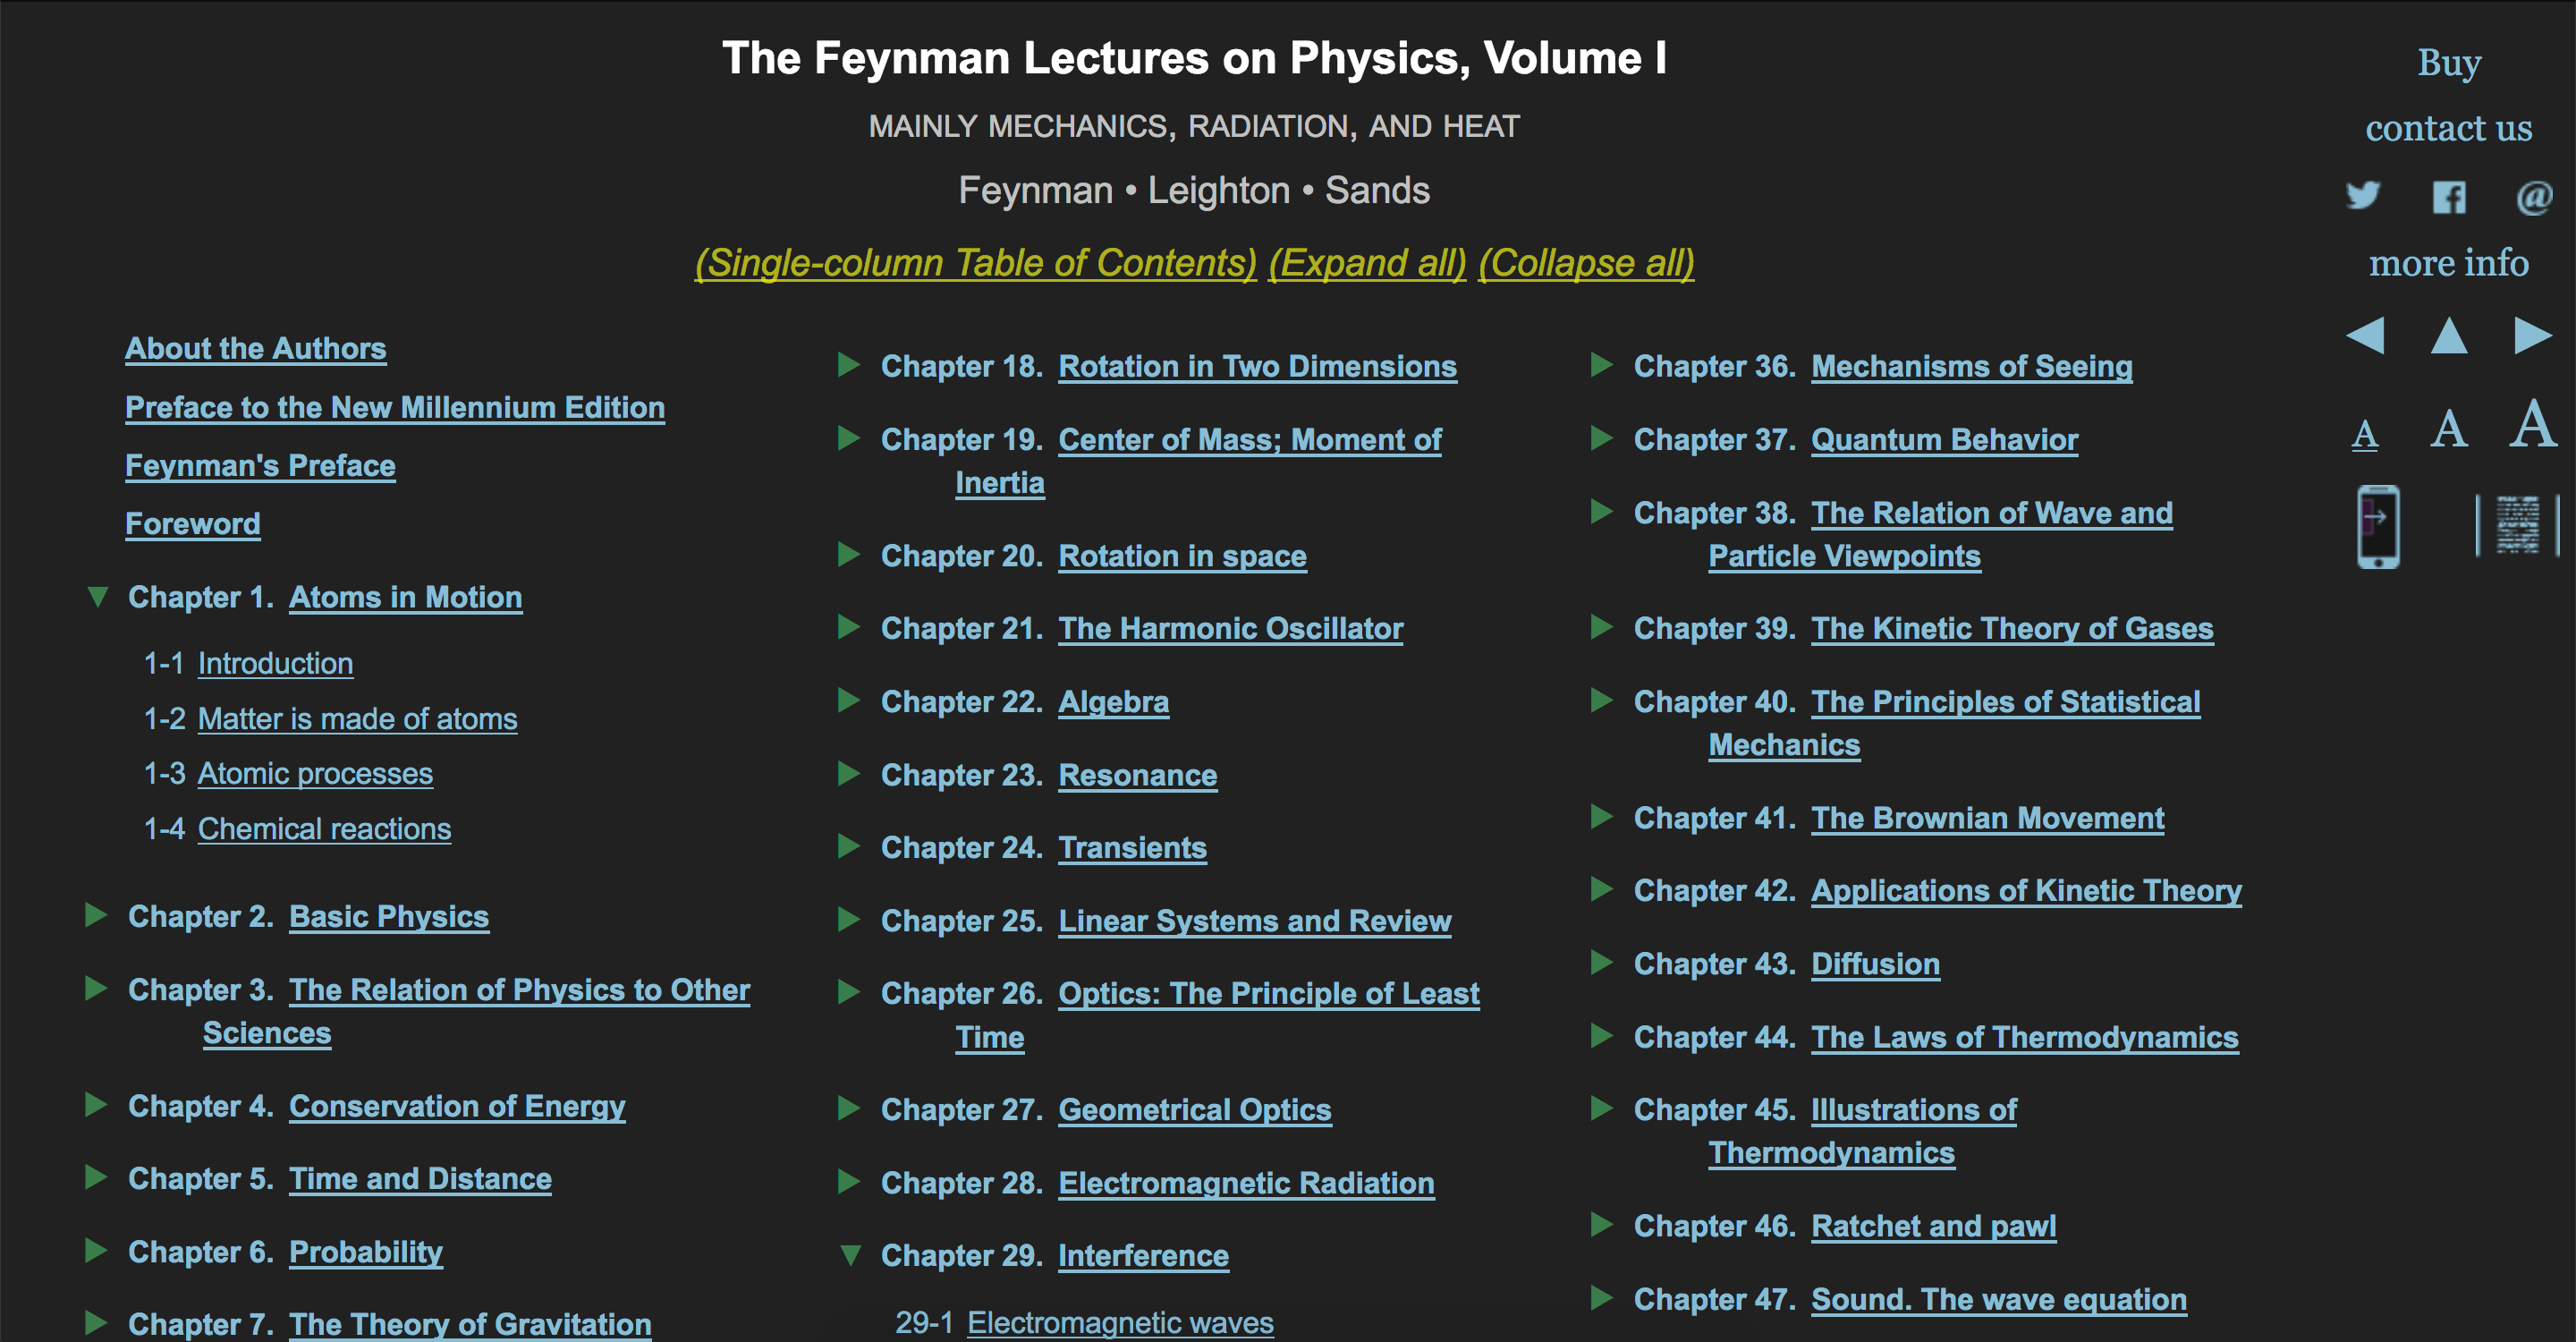 The Feynman Lectures on Physics, Volume I
MAINLY MECHANICS, RADIATION, AND HEAT
Feynman • Leighton • Sands
(Single-column Table of Contents) (Expand all) (Collapse all)
About the Authors
Preface to the New Millennium Edition
Feynman's Preface
Foreword
Chapter 1. Atoms in Motion
1-1 Introduction
1-2 Matter is made of atoms
1-3 Atomic processes
1-4 Chemical reactions
Chapter 2. Basic Physics
Chapter 3. The Relation of Physics to Other
Sciences
Chapter 4. Conservation of Energy
Chapter 5. Time and Distance
Chapter 6. Probability
Chapter 7. The Theory of Gravitation
Chapter 18. Rotation in Two Dimensions
Chapter 19. Center of Mass; Moment of
Inertia
Chapter 20. Rotation in space
Chapter 21. The Harmonic Oscillator
Chapter 22. Algebra
Chapter 23. Resonance
Chapter 24. Transients
Chapter 25. Linear Systems and Review
Chapter 26. Optics: The Principle of Least
Time
Chapter 27. Geometrical Optics
Chapter 28. Electromagnetic Radiation
Chapter 29. Interference
29-1 Electromagnetic waves
Chapter 36. Mechanisms of Seeing
Chapter 37. Quantum Behavior
Chapter 38. The Relation of Wave and
Particle Viewpoints
Chapter 39. The Kinetic Theory of Gases
Chapter 40. The Principles of Statistical
Mechanics
Chapter 41. The Brownian Movement
Chapter 42. Applications of Kinetic Theory
Chapter 43. Diffusion
Chapter 44. The Laws of Thermodynamics
Chapter 45. Illustrations of
Thermodynamics
Chapter 46. Ratchet and pawl
Chapter 47. Sound. The wave equation
Buy
contact us
@
more info
A A A